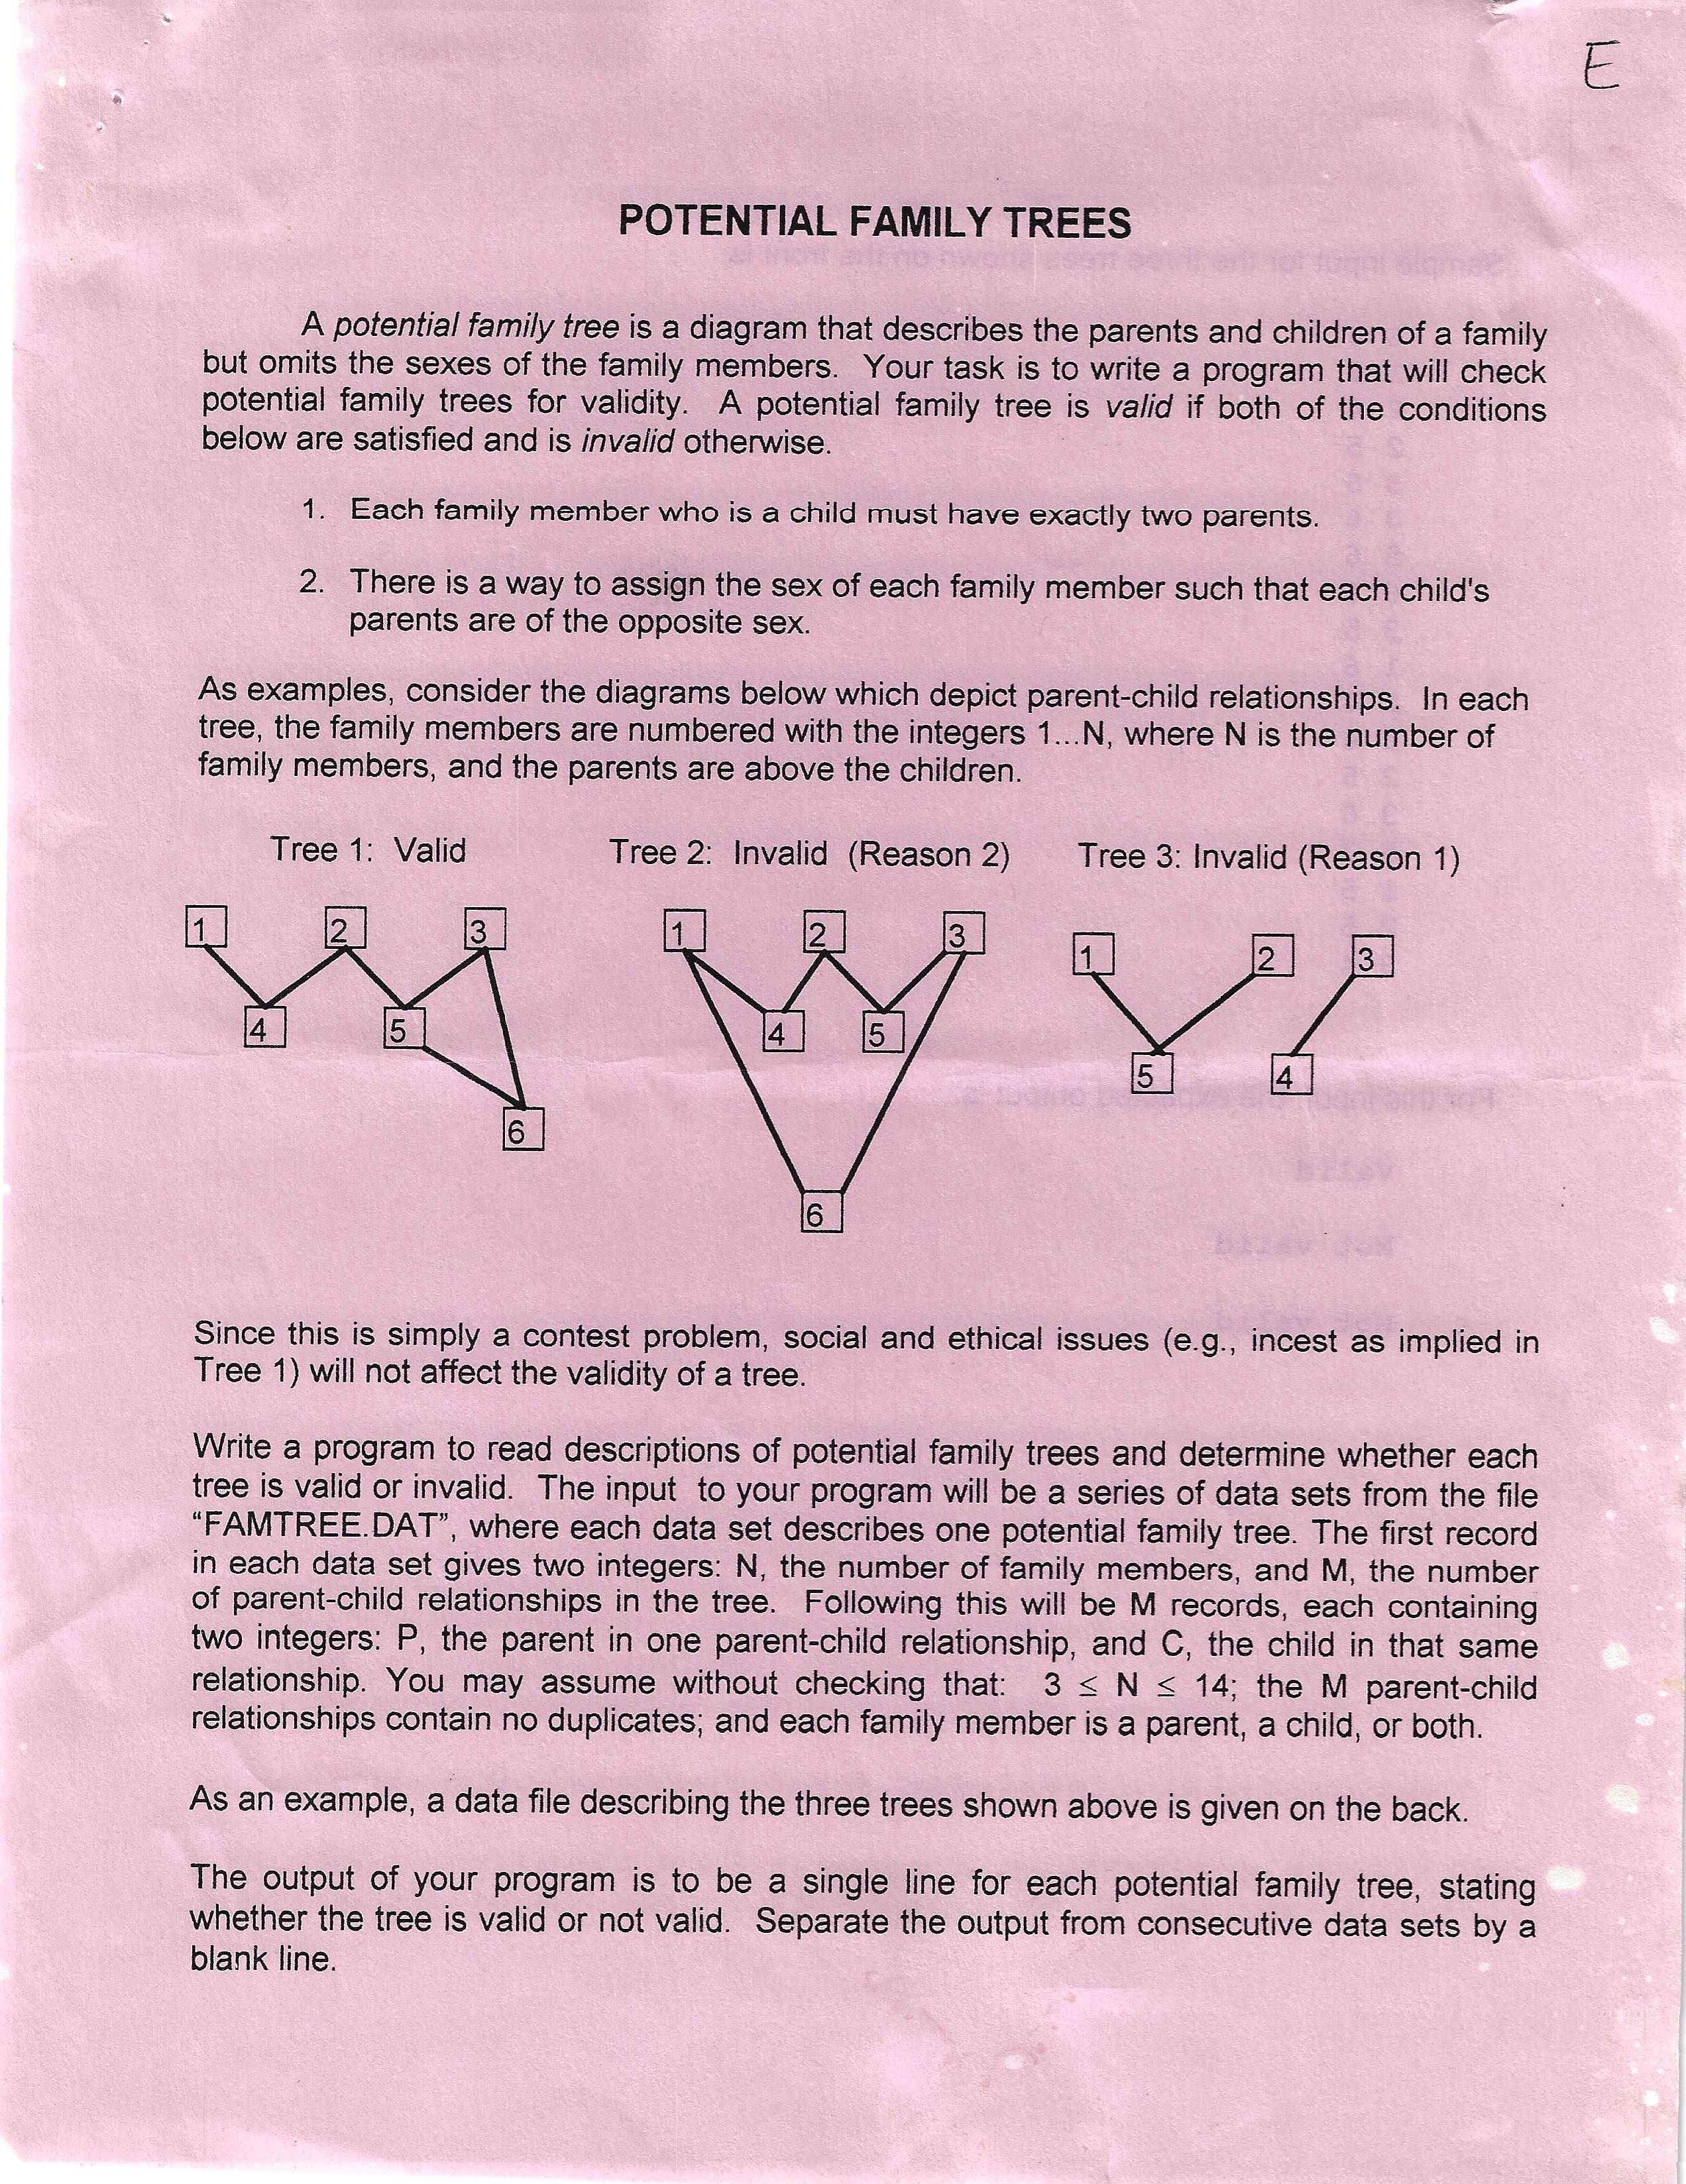 E
POTENTIAL FAMILY TREES
A potential family tree is a diagram that describes the parents and children of a family
but omits the sexes of the family members. Your task is to write a program that will check
potential family trees for validity. A potential family tree is valid if both of the conditions
below are satisfied and is invalid otherwise.
1. Each family member who is a child must have exactly two parents.
2. There is a way to assign the sex of each family member such that each child's
parents are of the opposite sex.
As examples, consider the diagrams below which depict parent-child relationships. In each
tree, the family members are numbered with the integers 1...N, where N is the number of
family members, and the parents are above the children.
Tree 1: Valid Tree 2: Invalid (Reason 2) Tree 3: Invalid (Reason 1)
1 2 3 1 2 3 1 2 3
4 5 4 5 5 4
6 6
Since this is simply a contest problem, social and ethical issues (e.g., incest as implied in
Tree 1) will not affect the validity of a tree.
Write a program to read descriptions of potential family trees and determine whether each
tree is valid or invalid. The input to your program will be a series of data sets from the file
“FAMTREE.DAT”, where each data set describes one potential family tree. The first record
in each data set gives two integers: N, the number of family members, and M, the number
of parent-child relationships in the tree. Following this will be M records, each containing
two integers: P, the parent in one parent-child relationship, and C, the child in that same
relationship. You may assume without checking that: 3 ≤ N ≤ 14; the M parent-child
relationships contain no duplicates; and each family member is a parent, a child, or both.
As an example, a data file describing the three trees shown above is given on the back.
The output of your program is to be a single line for each potential family tree, stating
whether the tree is valid or not valid. Separate the output from consecutive data sets by a
blank line.